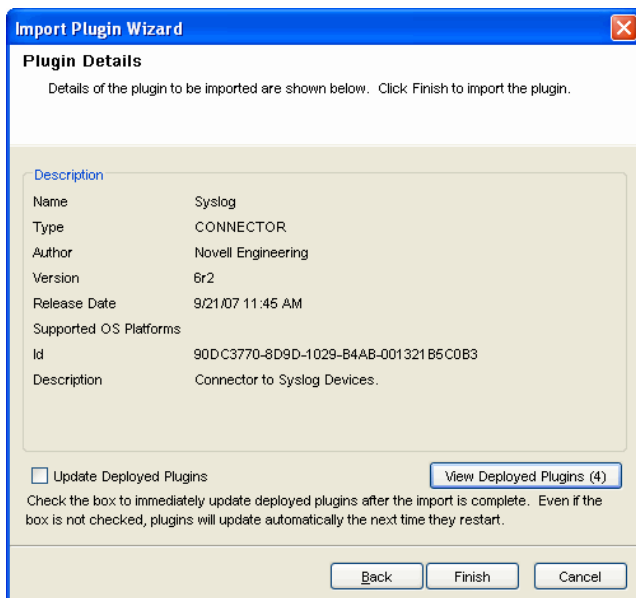 Import Plugin Wizard
Plugin Details
Details of the plugin to be imported are shown below. Click Finish to import the plugin.
Description
Name Syslog
Type CONNECTOR
Author Novell Engineering
Version 6r2
Release Date 9/21/07 11:45 AM
Supported OS Platforms
Id 90DC3770-8D9D-1029-B4AB-001321B5C0B3
Description Connector to Syslog Devices.
Update Deployed Plugins View Deployed Plugins (4)
Check the box to immediately update deployed plugins after the import is complete. Even if the
box is not checked, plugins will update automatically the next time they restart.
Back Finish Cancel